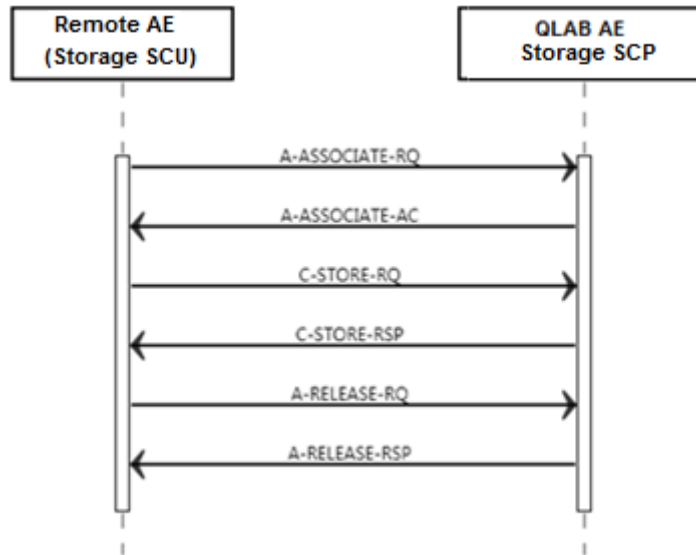 Remote AE
(Storage SCU)
QLAB AE
Storage SCP
A-ASSOCIATE-RQ
A-ASSOCIATE-AC
C-STORE-RQ
C-STORE-RSP
A-RELEASE-RQ
A-RELEASE-RSP